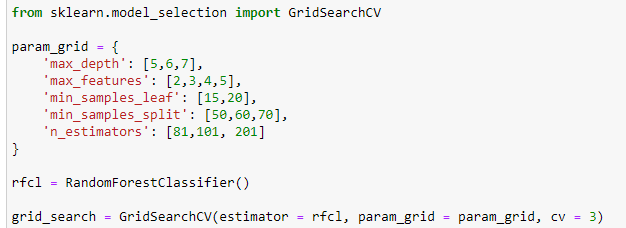 from sklearn.model_selection import GridSearchCV
param_grid = {
    'max_depth': [5,6,7],
    'max_features': [2,3,4,5],
    'min_samples_leaf': [15,20],
    'min_samples_split': [50,60,70],
    'n_estimators': [81,101, 201]
}
rfcl = RandomForestClassifier()
grid_search = GridSearchCV(estimator = rfcl, param_grid = param_grid, cv = 3)